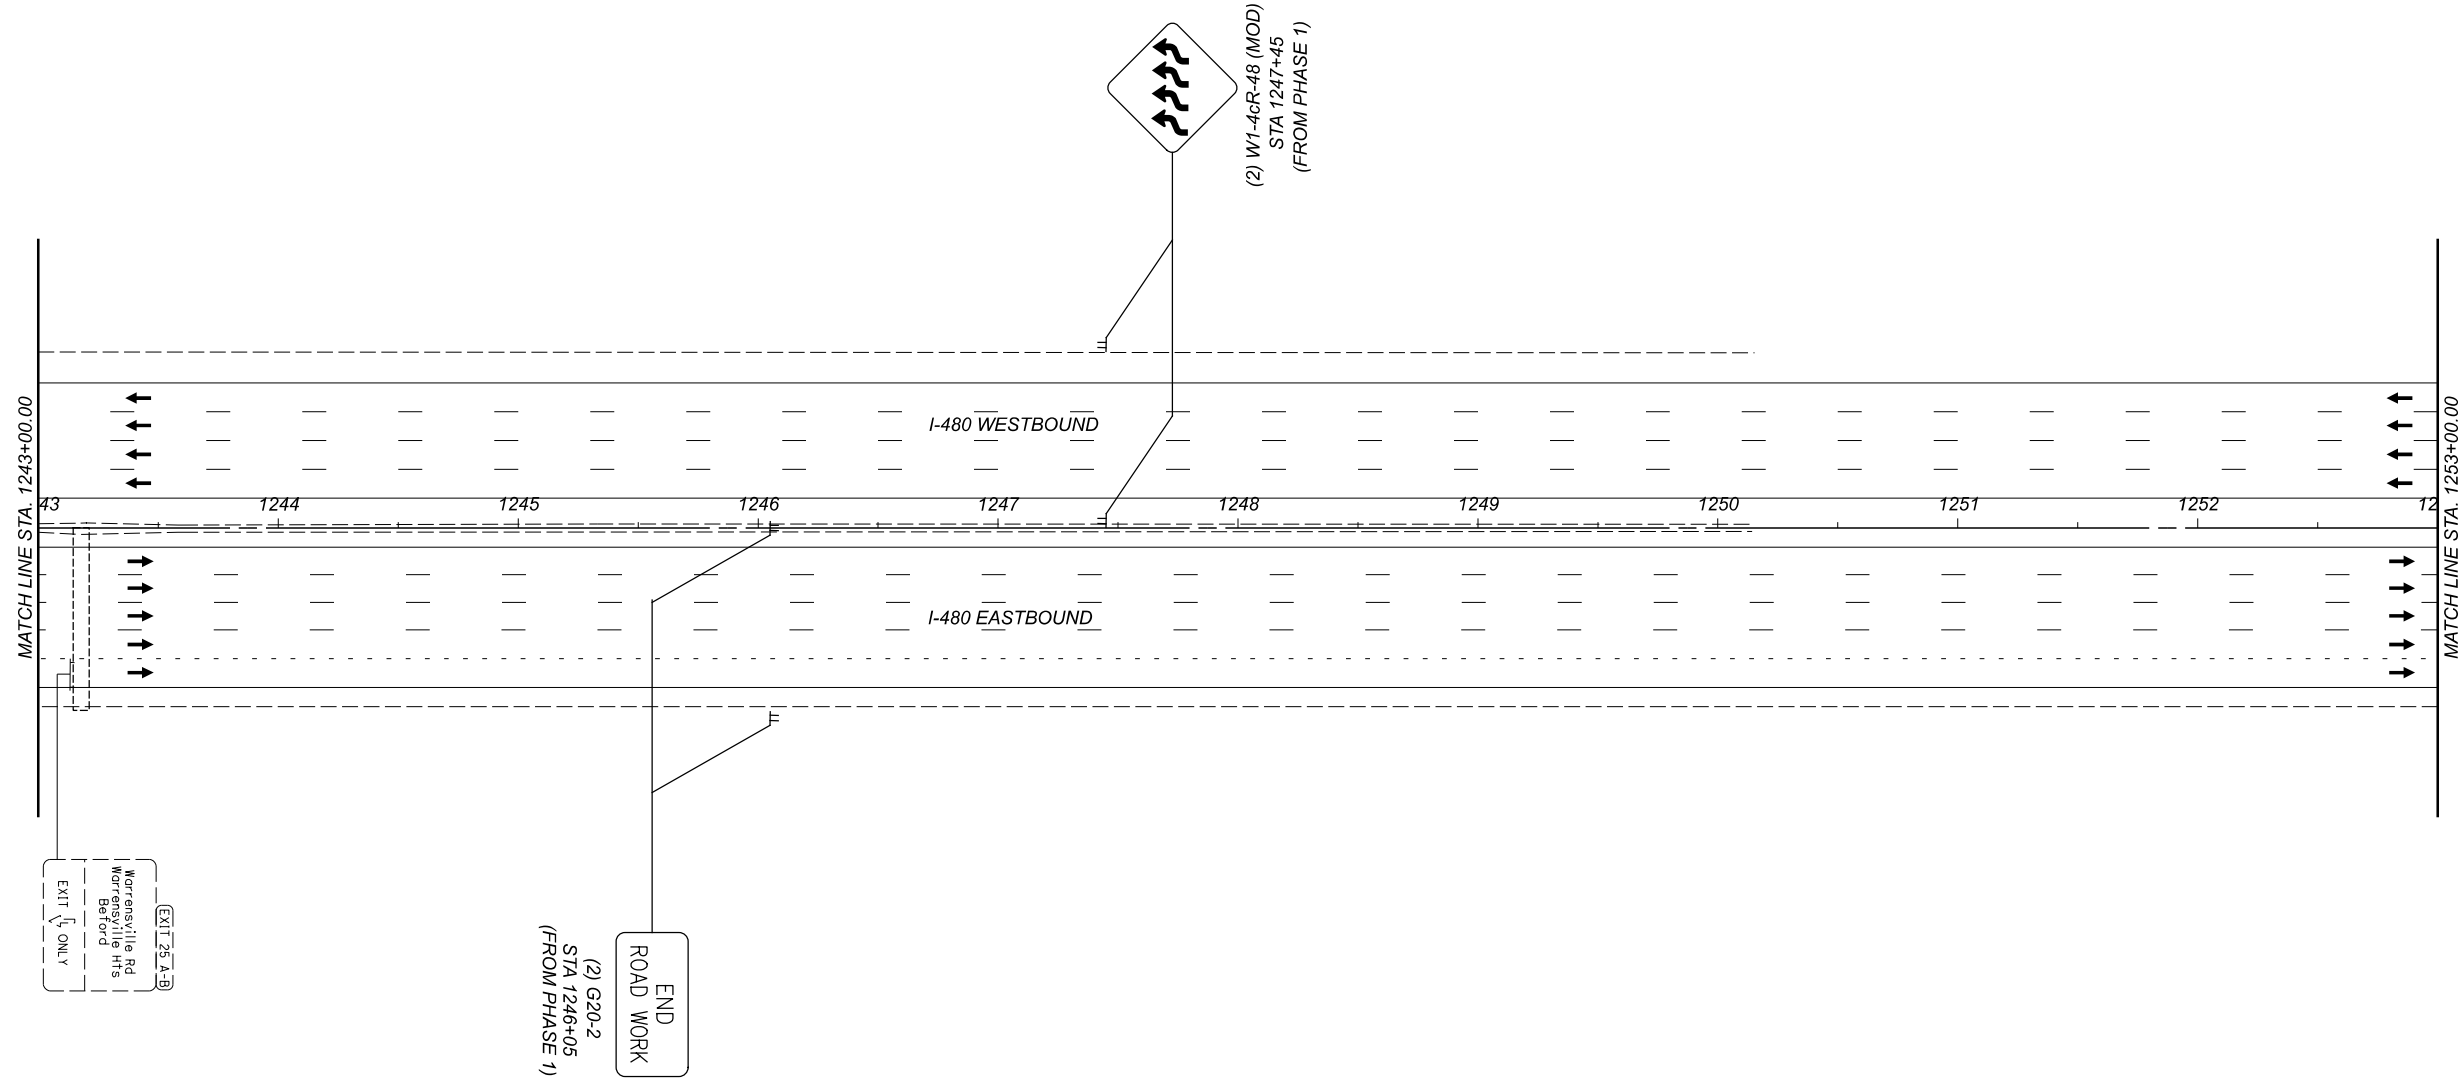 (2) W1-4cR-48 (MOD)
STA 1247+45
(FROM PHASE 1)
MATCH LINE STA. 1243+00.00
I-480 WESTBOUND
43 1244 1245 1246 1247 1248 1249 1250 1251 1252 12
I-480 EASTBOUND
MATCH LINE STA. 1253+00.00
EXIT 25 A-B
Warrensville Rd
Warrensville Hts
Beford
EXIT ONLY
END
ROAD WORK
(2) G20-2
STA 1246+05
(FROM PHASE 1)